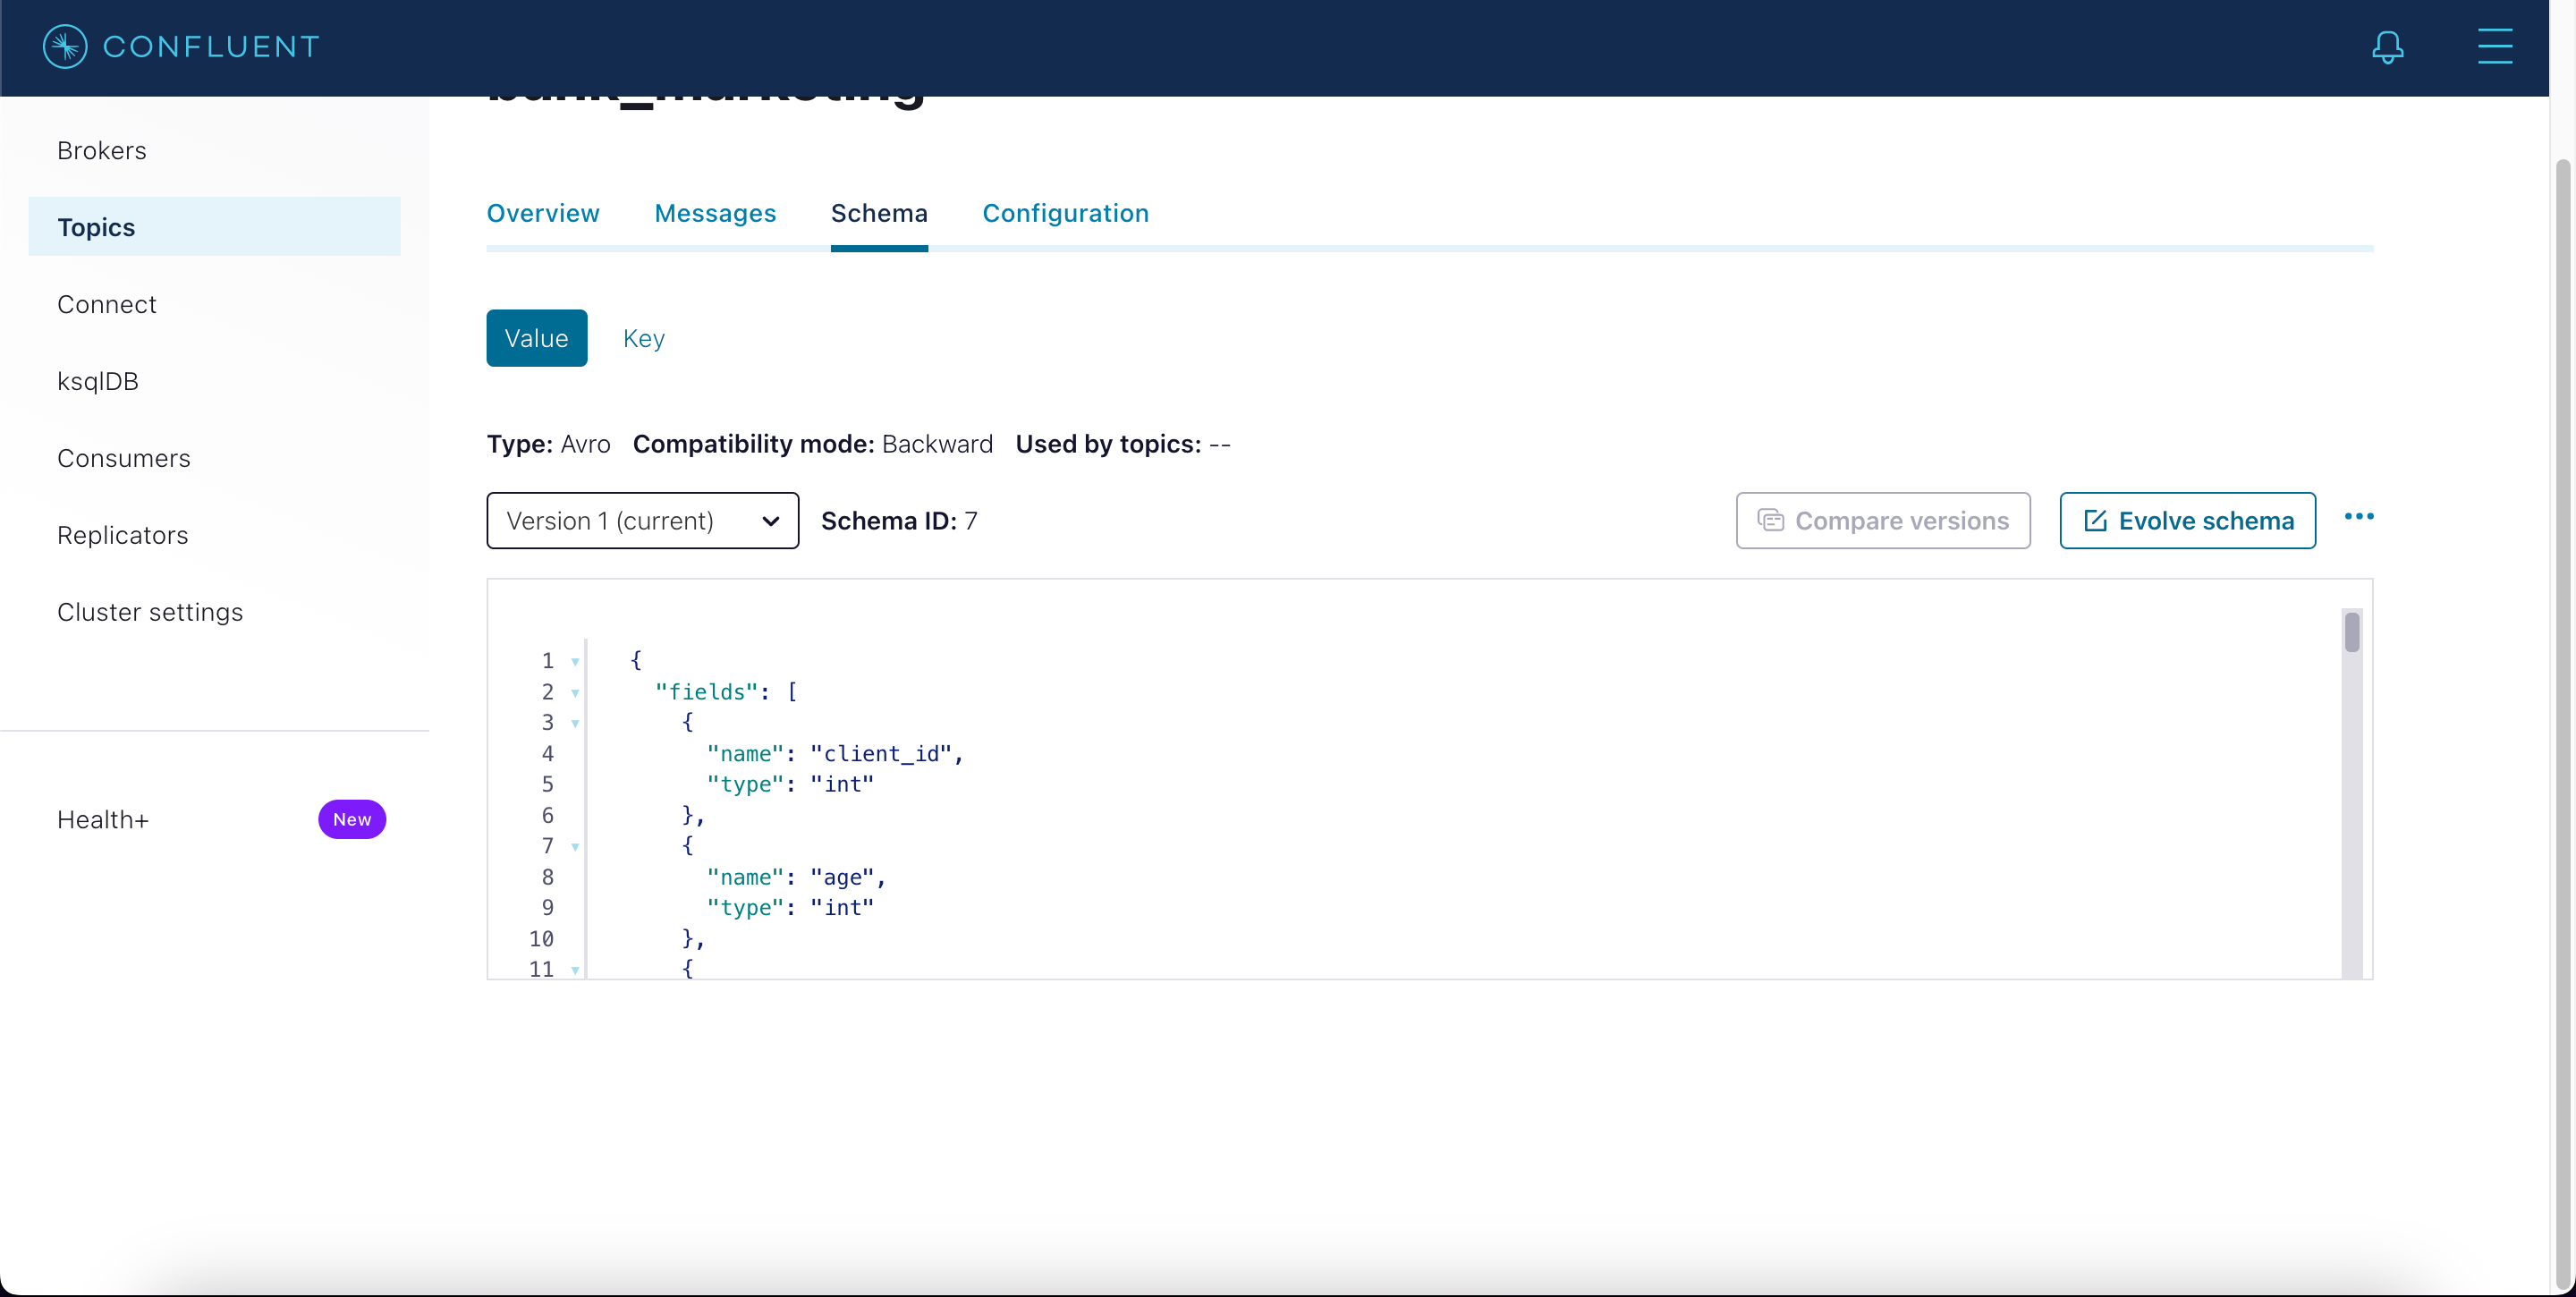 CONFLUENT
bank_marketing
Brokers
Topics
Connect
ksqlDB
Consumers
Replicators
Cluster settings
Health+ New
Overview Messages Schema Configuration
Value Key
Type: Avro Compatibility mode: Backward Used by topics: --
Version 1 (current) Schema ID: 7 Compare versions Evolve schema
1 {
2 "fields": [
3 {
4 "name": "client_id",
5 "type": "int"
6 },
7 {
8 "name": "age",
9 "type": "int"
10 },
11 {